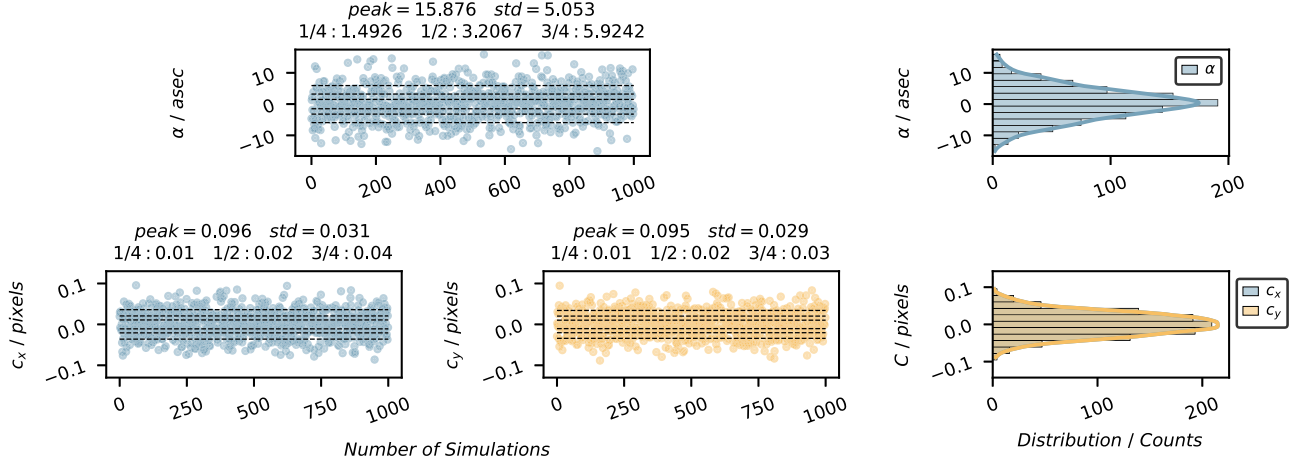 peak = 15.876 std = 5.053
1/4 : 1.4926 1/2 : 3.2067 3/4 : 5.9242
α / asec
10
0
−10
0 200 400 600 800 1000
α / asec
10
0
−10
α
0 100 200
peak = 0.096 std = 0.031
1/4 : 0.01 1/2 : 0.02 3/4 : 0.04
c_x / pixels
0.1
0.0
−0.1
0 250 500 750 1000
peak = 0.095 std = 0.029
1/4 : 0.01 1/2 : 0.02 3/4 : 0.03
c_y / pixels
0.1
0.0
−0.1
0 250 500 750 1000
C / pixels
0.1
0.0
−0.1
c_x
c_y
0 100 200
Number of Simulations
Distribution / Counts